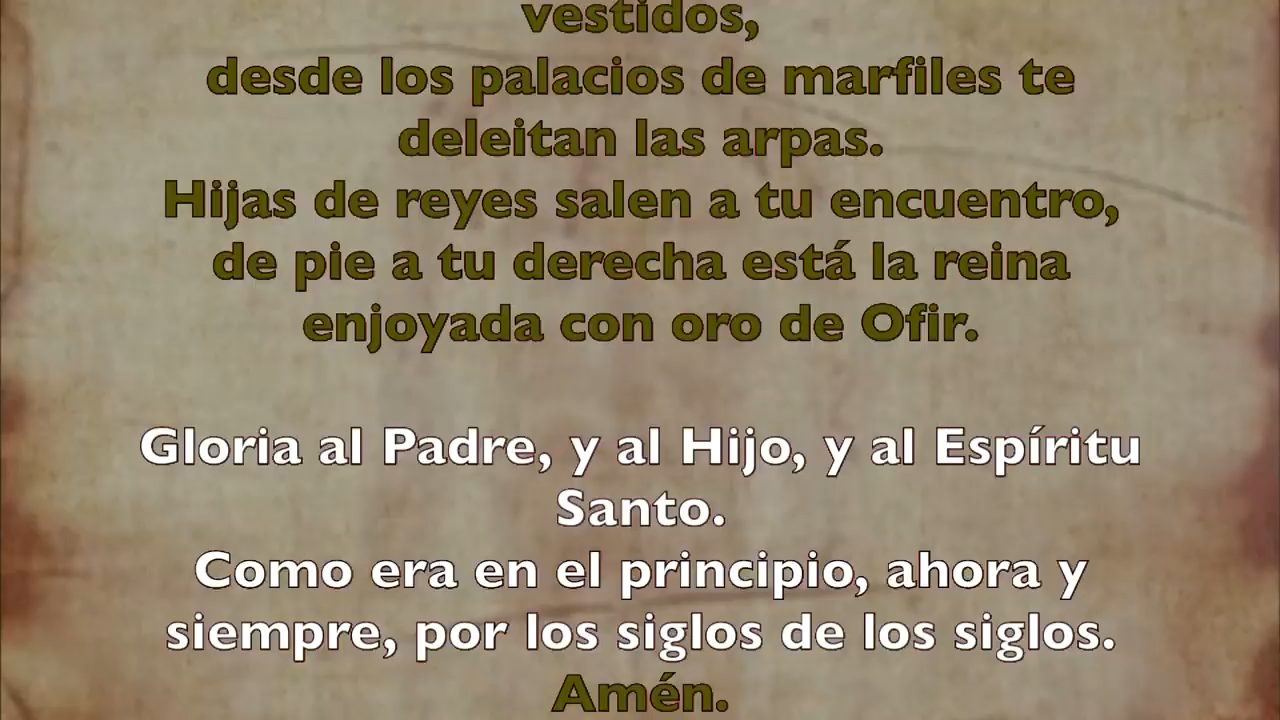 vestidos,
desde los palacios de marfiles te
deleitan las arpas.
Hijas de reyes salen a tu encuentro,
de pie a tu derecha está la reina
enjoyada con oro de Ofir.
Gloria al Padre, y al Hijo, y al Espíritu
Santo.
Como era en el principio, ahora y
siempre, por los siglos de los siglos.
Amén.